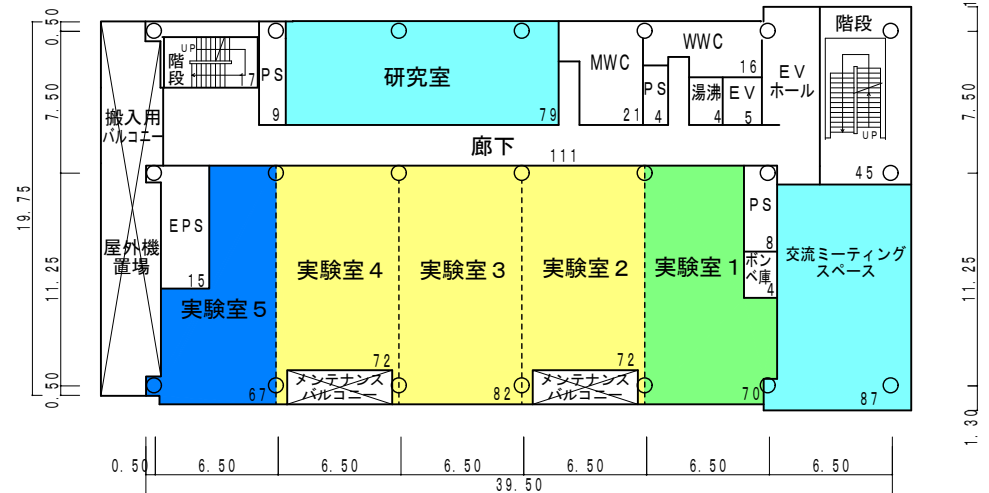 階段
UP
17
PS
9
研究室
79
MWC
21
WWC
16
PS
4
湯沸
4
EV
5
EV
ホール
階段
UP
45
搬入用
バルコニー
廊下
111
屋外機
置場
EPS
15
実験室5
67
実験室4
72
メンテナンス
バルコニー
実験室3
82
実験室2
72
メンテナンス
バルコニー
実験室1
70
PS
8
ボン
ベ庫
4
交流ミーティング
スペース
87
0.50
7.50
11.25
0.50
19.75
7.50
11.25
1.30
0.50
6.50
6.50
6.50
6.50
6.50
6.50
39.50